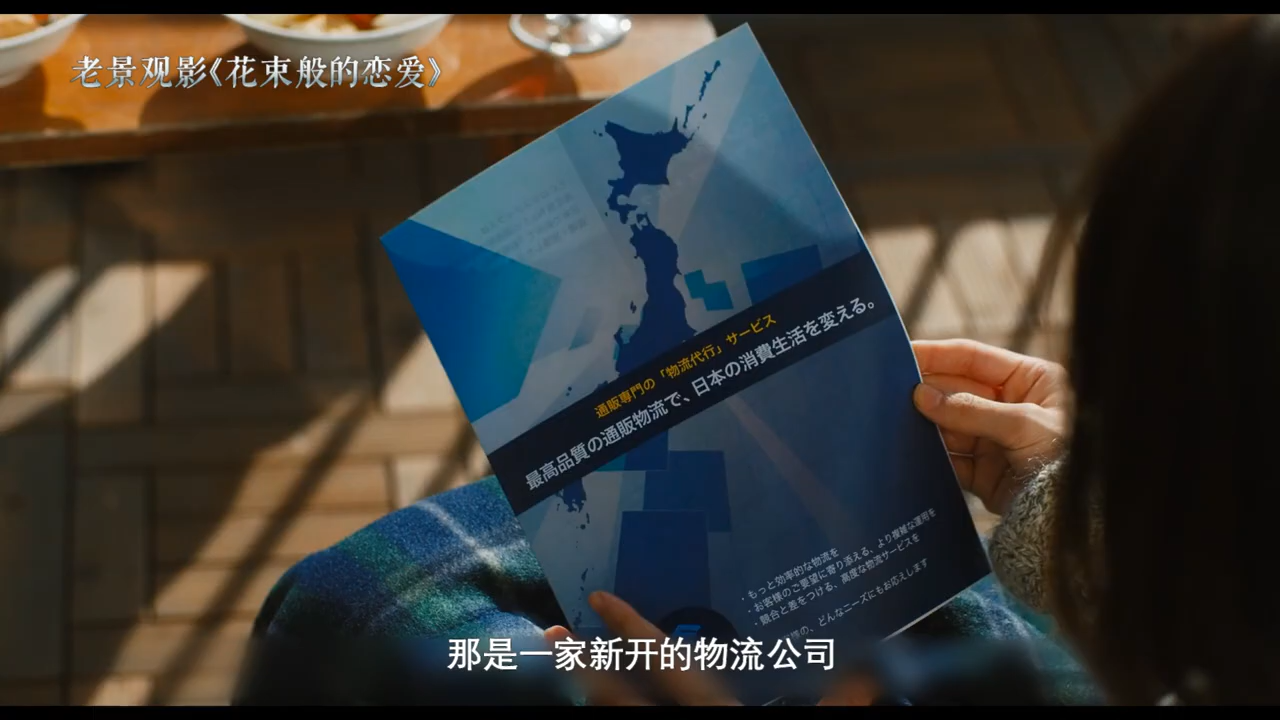 老景观影《花束般的恋爱》
通販専門の「物流代行」サービス
最高品質の通販物流で、日本の消費生活を変える。
・もっと効率的な物流を
・お客様のご要望に寄り添える、より複雑な運用を
・競合と差をつける、高度な物流サービスを
の、どんなニーズにもお応えします
那是一家新开的物流公司